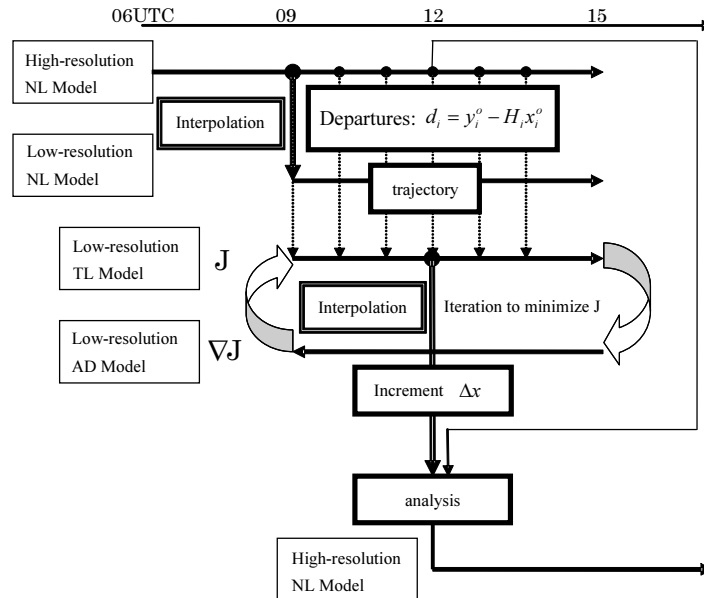 06UTC 09 12 15
High-resolution
NL Model
Interpolation
Departures: $d_i = y_i^o - H_i x_i^o$
Low-resolution
NL Model
trajectory
Low-resolution
TL Model
J
Interpolation
Iteration to minimize J
Low-resolution
AD Model
∇J
Increment Δx
analysis
High-resolution
NL Model